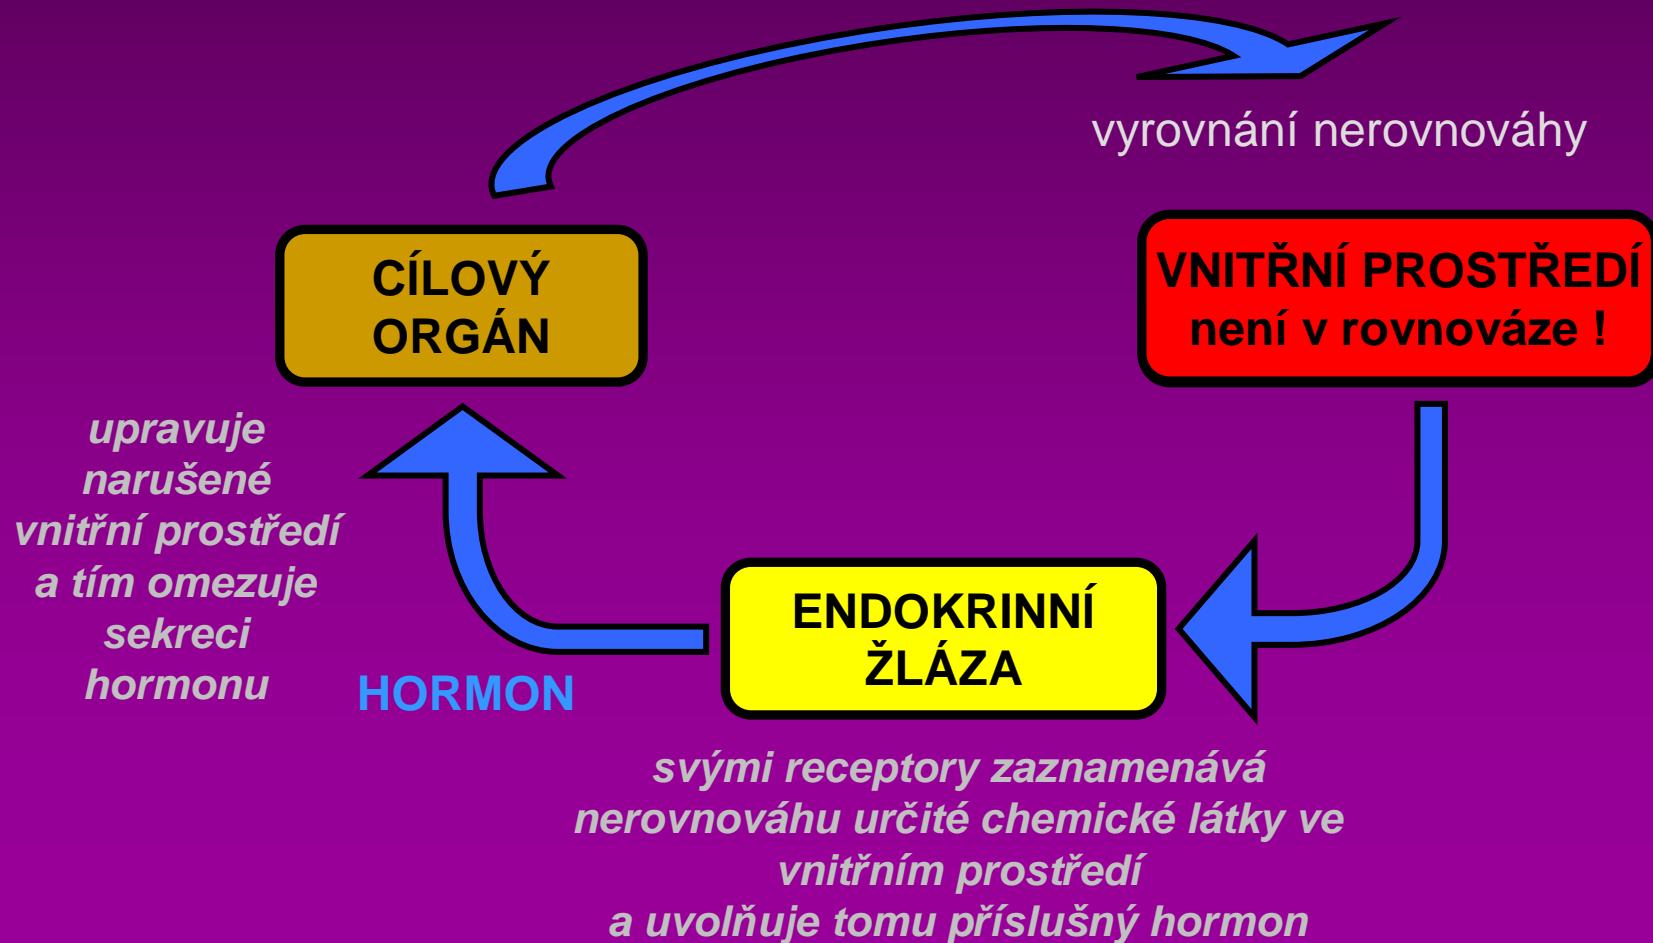 vyrovnání nerovnováhy
CÍLOVÝ
ORGÁN
VNITŘNÍ PROSTŘEDÍ
není v rovnováze !
upravuje
narušené
vnitřní prostředí
a tím omezuje
sekreci
hormonu
HORMON
ENDOKRINNÍ
ŽLÁZA
svými receptory zaznamenává
nerovnováhu určité chemické látky ve
vnitřním prostředí
a uvolňuje tomu příslušný hormon